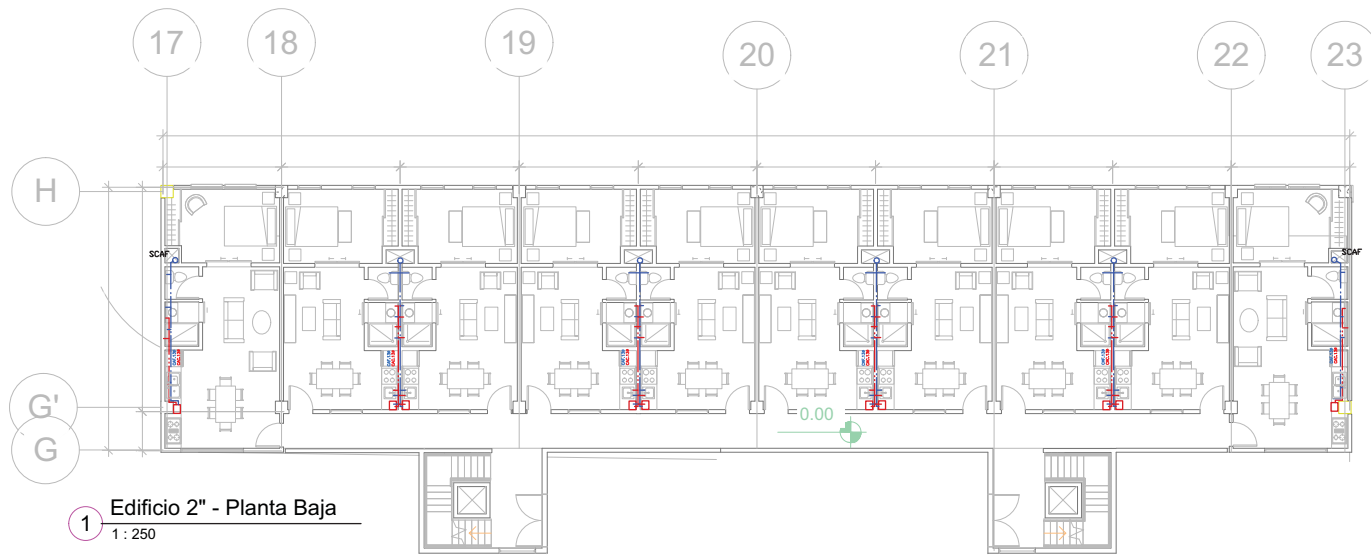 17 18 19 20 21 22 23
H
SCAF SCAF
G'
0.00
G
1 Edificio 2" - Planta Baja
1 : 250